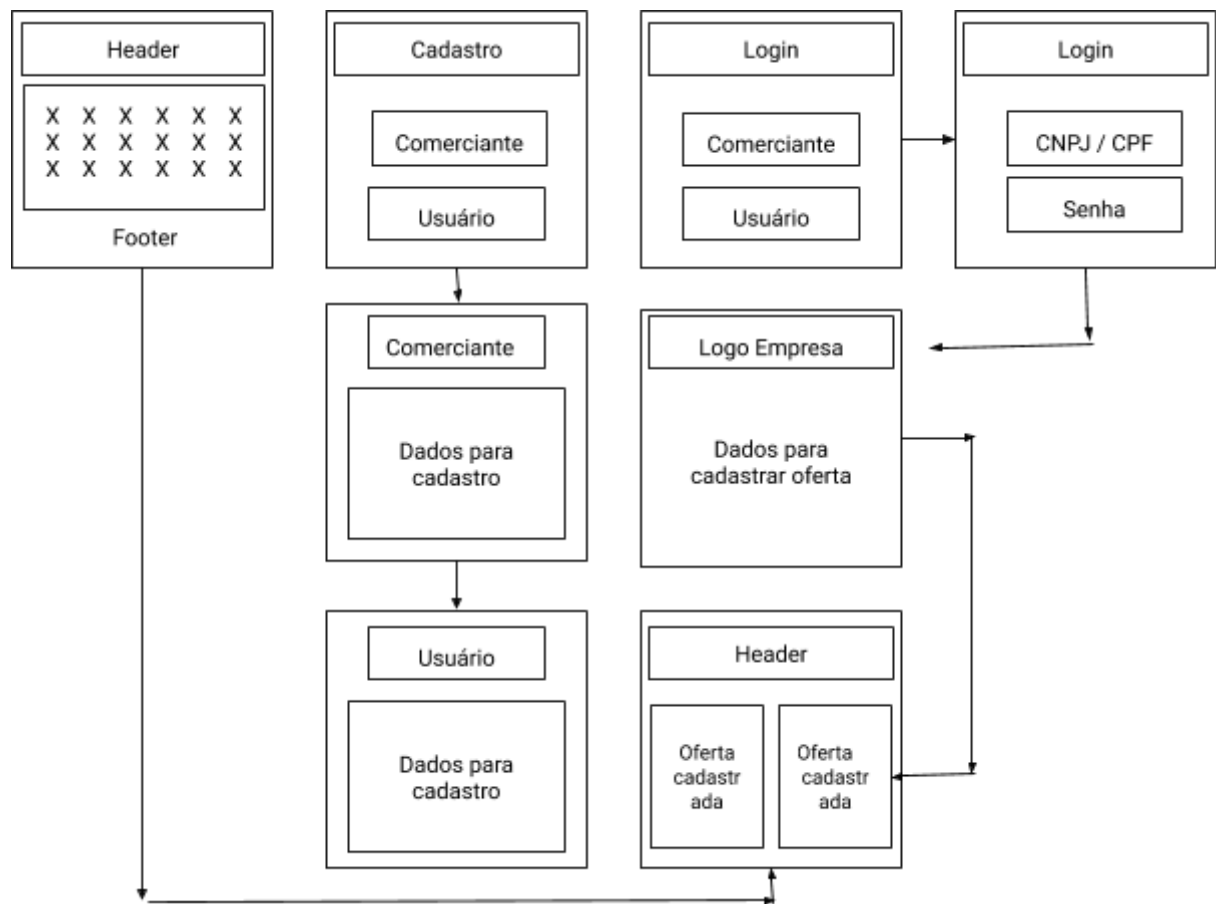 Header
X X X X X X
X X X X X X
X X X X X X
Footer
Cadastro
Comerciante
Usuário
Login
Comerciante
Usuário
Login
CNPJ / CPF
Senha
Comerciante
Dados para
cadastro
Logo Empresa
Dados para
cadastrar oferta
Usuário
Dados para
cadastro
Header
Oferta
cadastr
ada
Oferta
cadastr
ada